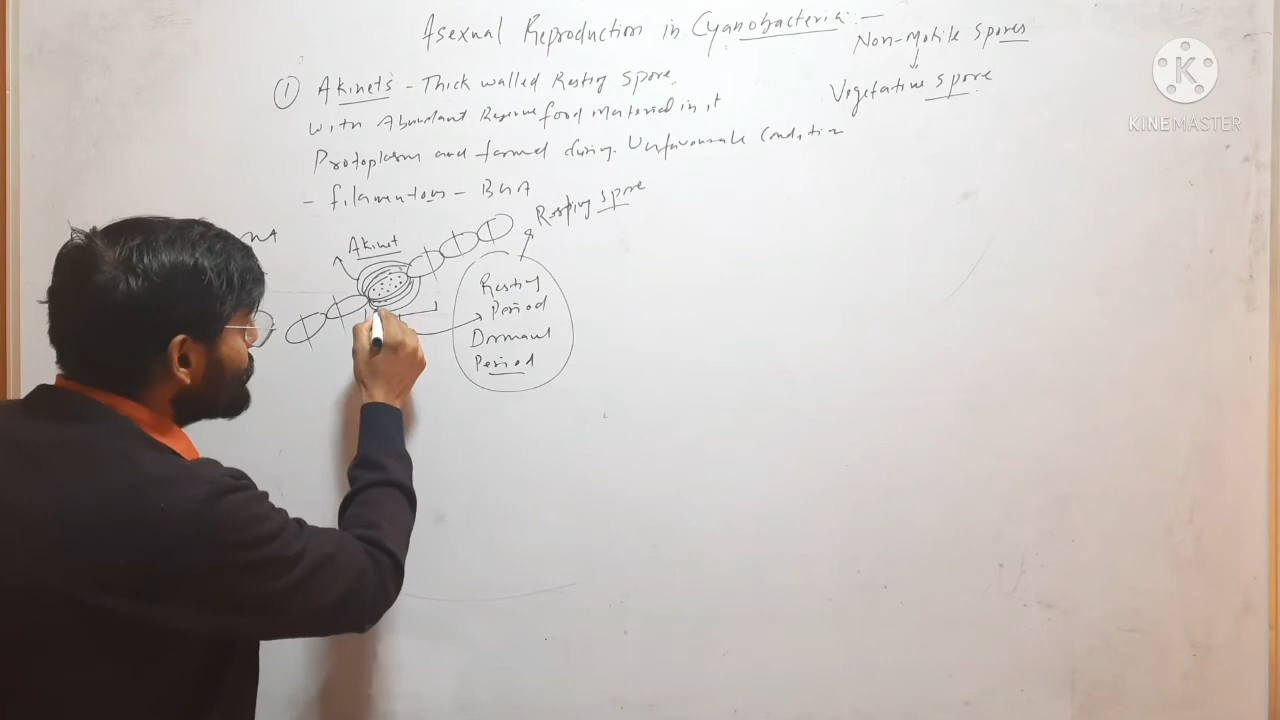 Asexual Reproduction in Cyanobacteria :-
Non-Motile Spores
Vegetative spore
① Akinets - Thick walled Resting Spore.
with Abundant Reserve food Material in it
Protoplasm and formed during Unfavourable Condition
- filamentous - BGA
Akinet
Resting Spore
Resting
Period
Dormant
Period
K
KINEMASTER